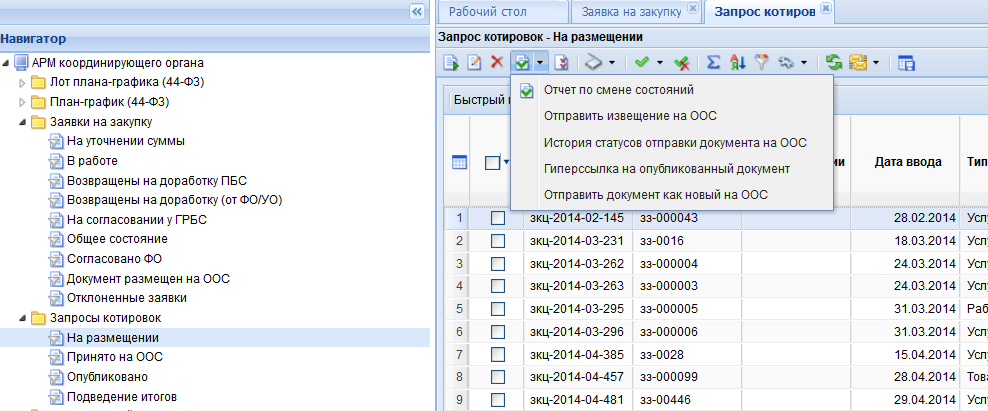 Навигатор
АРМ координирующего органа
Лот плана-графика (44-ФЗ)
План-график (44-ФЗ)
Заявки на закупку
На уточнении суммы
В работе
Возвращены на доработку ПБС
Возвращены на доработку (от ФО/УО)
На согласовании у ГРБС
Общее состояние
Согласовано ФО
Документ размещен на ООС
Отклоненные заявки
Запросы котировок
На размещении
Принято на ООС
Опубликовано
Подведение итогов
Рабочий стол
Заявка на закупку
Запрос котиров
Запрос котировок - На размещении
Быстрый
Отчет по смене состояний
Отправить извещение на ООС
История статусов отправки документа на ООС
Гиперссылка на опубликованный документ
Отправить документ как новый на ООС
Дата ввода Тип
1 зкц-2014-02-145 зз-000043 28.02.2014 Усл
2 зкц-2014-03-231 зз-0016 18.03.2014 Усл
3 зкц-2014-03-262 зз-000004 24.03.2014 Усл
4 зкц-2014-03-263 зз-000003 24.03.2014 Усл
5 зкц-2014-03-295 зз-000005 31.03.2014 Раб
6 зкц-2014-03-296 зз-000006 31.03.2014 Усл
7 зкц-2014-04-385 зз-0028 15.04.2014 Усл
8 зкц-2014-04-457 зз-000099 28.04.2014 Това
9 зкц-2014-04-481 зз-00446 29.04.2014 Усл